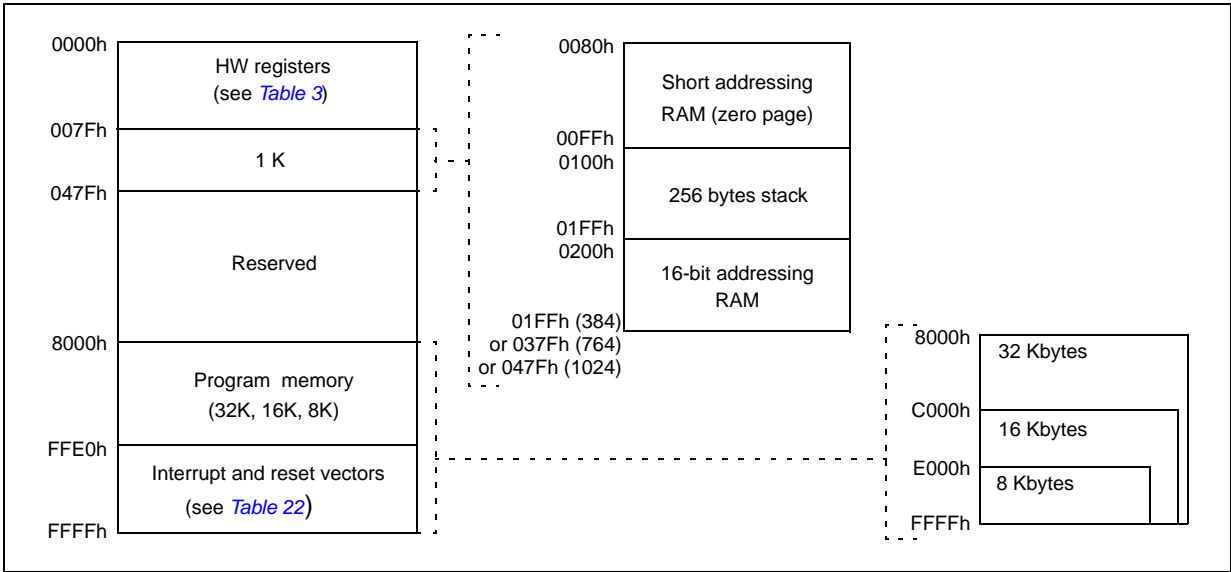 0000h
HW registers
(see Table 3)
007Fh
1 K
047Fh
Reserved
8000h
Program memory
(32K, 16K, 8K)
FFE0h
Interrupt and reset vectors
(see Table 22)
FFFFh
0080h
Short addressing
RAM (zero page)
00FFh
0100h
256 bytes stack
01FFh
0200h
16-bit addressing
RAM
01FFh (384)
or 037Fh (764)
or 047Fh (1024)
8000h
32 Kbytes
C000h
16 Kbytes
E000h
8 Kbytes
FFFFh